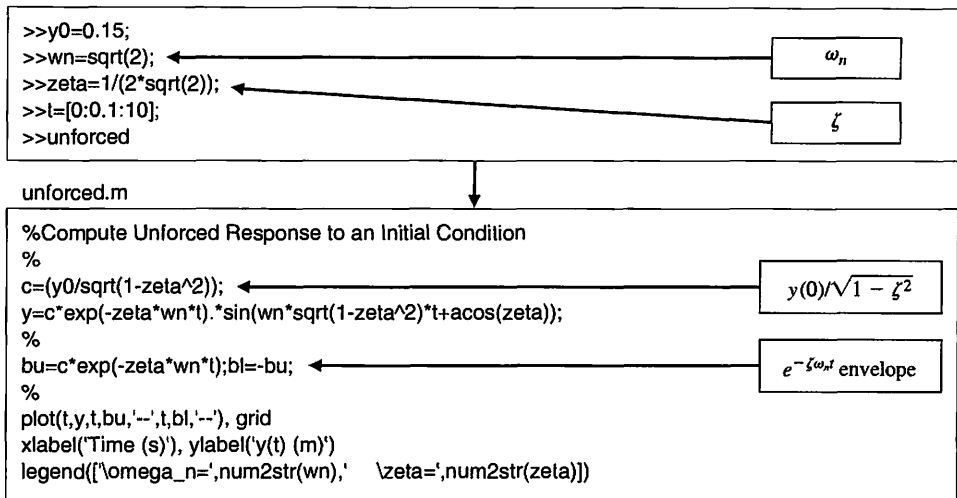 >>y0=0.15;
>>wn=sqrt(2);
>>zeta=1/(2*sqrt(2));
>>t=[0:0.1:10];
>>unforced
ωn
ζ
unforced.m
%Compute Unforced Response to an Initial Condition
%
c=(y0/sqrt(1-zeta^2));
y=c*exp(-zeta*wn*t).*sin(wn*sqrt(1-zeta^2)*t+acos(zeta));
%
bu=c*exp(-zeta*wn*t);bl=-bu;
%
plot(t,y,t,bu,'--',t,bl,'--'), grid
xlabel('Time (s)'), ylabel('y(t) (m)')
legend(['\omega_n=',num2str(wn),' \zeta=',num2str(zeta)])
y(0)/√1 − ζ²
e^−ζωnt envelope